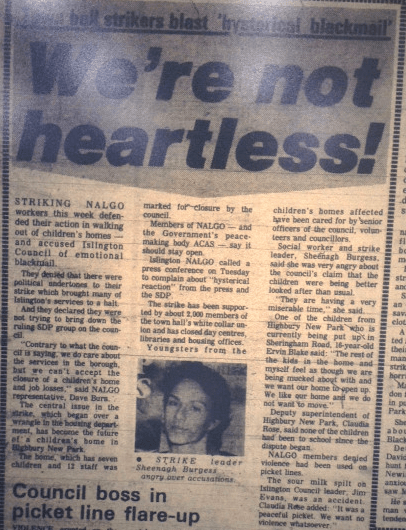 hall strikers blast 'hysterical blackmail'
We're not
heartless!
STRIKING NALGO
workers this week defen-
ded their action in walking
out of children's homes —
and accused Islington
Council of emotional
blackmail.
They denied that there were
political undertones to their
strike which brought many of
Islington's services to a halt.
And they declared they were
not trying to bring down the
ruling SDP group on the coun-
cil.
"Contrary to what the coun-
cil is saying, we do care about
the services in the borough,
but we can't accept the
closure of a children's home
and job losses," said NALGO
representative, Dave Burn.
The central issue in the
strike, which began over a
wrangle in the housing depart-
ment, has become the future
of a children's home in
Highbury New Park.
The home, which has seven
children and 12 staff was
marked for closure by the
council.
Members of NALGO — and
the Government's peace-
making body ACAS — say it
should stay open.
Islington NALGO called a
press conference on Tuesday
to complain about "hysterical
reaction" from the press and
the SDP.
The strike has been suppor-
ted by about 2,000 members of
the town hall's white collar un-
ion and has closed day centres,
libraries and housing offices.
Youngsters from the
• STRIKE leader
Sheenagh Burgess
angry over accusations.
children's homes affected
have been cared for by senior
officers of the council, volun-
teers and councillors.
Social worker and strike
leader, Sheenagh Burgess,
said she was very angry about
the council's claim that the
children were being better
looked after than usual.
"They are having a very
miserable time," she said.
One of the children from
Highbury New Park who is
currently being put up in
Sheringham Road, 16-year-old
Ervin Blake said: "The rest of
the kids in the home and
myself feel as though we are
being mucked about with and
we want our home to open up.
We like our home and we do
not want to move."
Deputy superintendent of
Highbury New Park, Claudia
Rose, said none of the children
had been to school since the
dispute began.
NALGO members denied
violence had been used on
picket lines.
The sour milk spilt on
Islington Council leader, Jim
Evans, was an accident.
Claudia Rose added: "It was a
peaceful picket. We want no
violence whatsoever."
Council boss in
picket line flare-up